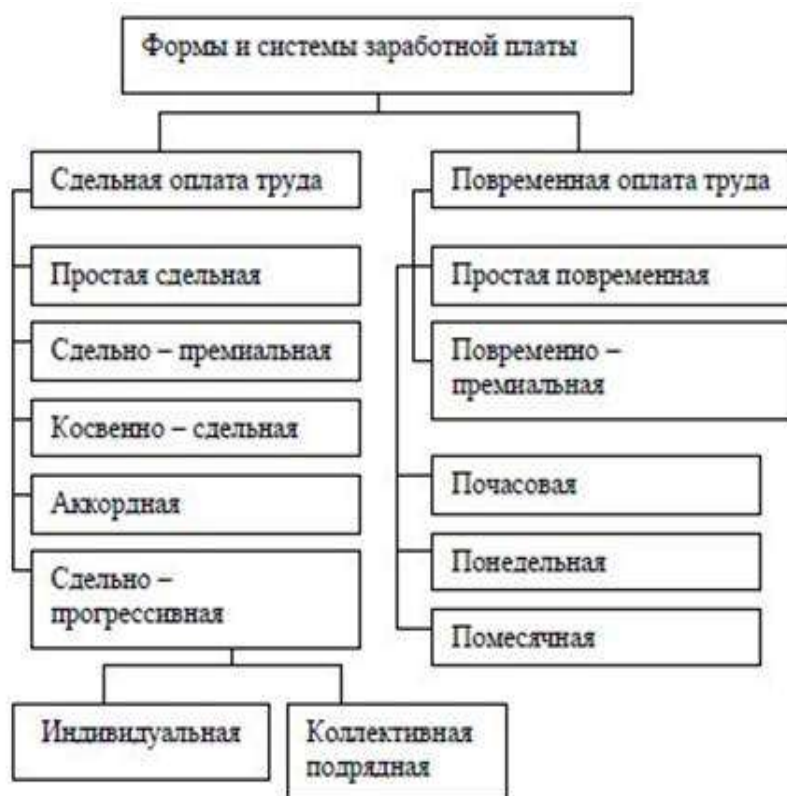 Формы и системы заработной платы
Сдельная оплата труда
Простая сдельная
Сдельно – премиальная
Косвенно – сдельная
Аккордная
Сдельно –
прогрессивная
Индивидуальная
Коллективная
подрядная
Повременная оплата труда
Простая повременная
Повременно –
премиальная
Почасовая
Понедельная
Помесячная